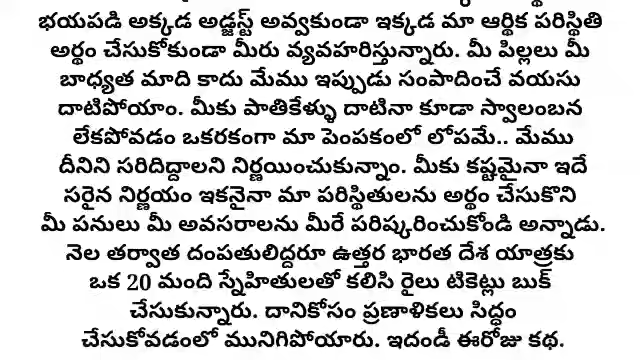 భయపడి అక్కడ అడ్జస్ట్ అవ్వకుండా ఇక్కడ మా ఆర్థిక పరిస్థితి
అర్థం చేసుకోకుండా మీరు వ్యవహరిస్తున్నారు. మీ పిల్లలు మీ
బాధ్యత మాది కాదు మేము ఇప్పుడు సంపాదించే వయసు
దాటిపోయాం. మీకు పాతికేళ్ళు దాటినా కూడా స్వాలంబన
లేకపోవడం ఒకరకంగా మా పెంపకంలో లోపమే.. మేము
దీనిని సరిదిద్దాలని నిర్ణయించుకున్నాం. మీకు కష్టమైనా ఇదే
సరైన నిర్ణయం ఇకనైనా మా పరిస్థితులను అర్థం చేసుకొని
మీ పనులు మీ అవసరాలను మీరే పరిష్కరించుకోండి అన్నాడు.
నెల తర్వాత దంపతులిద్దరూ ఉత్తర భారత దేశ యాత్రకు
ఒక 20 మంది స్నేహితులతో కలిసి రైలు టికెట్లు బుక్
చేసుకున్నారు. దానికోసం ప్రణాళికలు సిద్ధం
చేసుకోవడంలో మునిగిపోయారు. ఇదండీ ఈరోజు కథ.